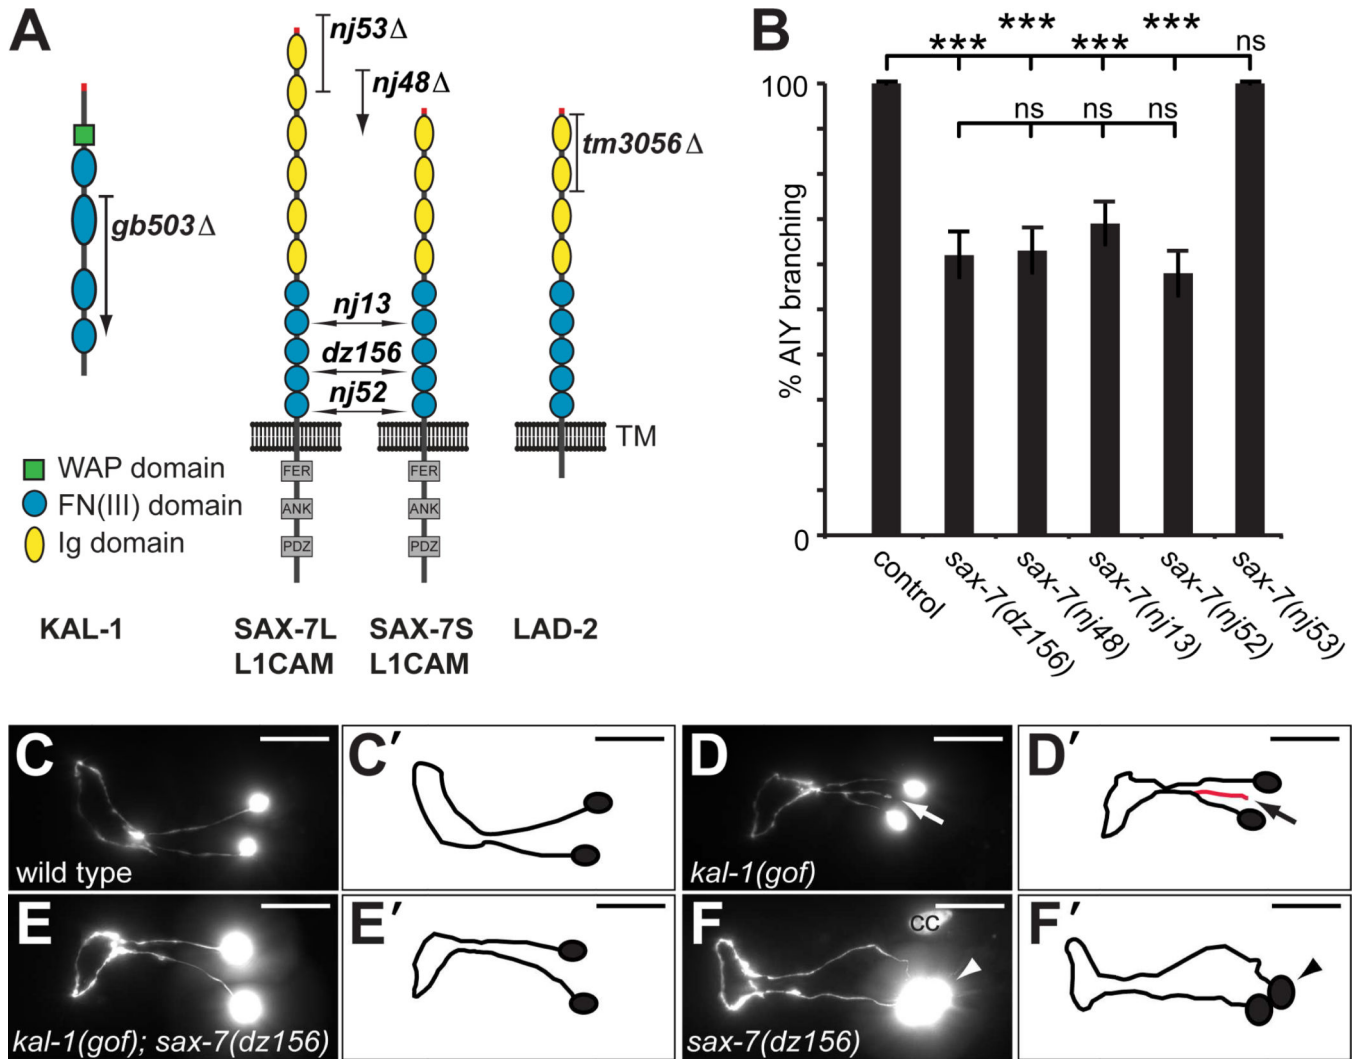 A
nj53Δ
nj48Δ
tm3056Δ
gb503Δ
nj13
dz156
nj52
TM
WAP domain
FN(III) domain
Ig domain
FER
FER
ANK
ANK
PDZ
PDZ
KAL-1
SAX-7L
L1CAM
SAX-7S
L1CAM
LAD-2
B
*** *** *** *** ns
ns ns ns
100
0
% AIY branching
control
sax-7(dz156)
sax-7(nj48)
sax-7(nj13)
sax-7(nj52)
sax-7(nj53)
C
wild type
C′
D
kal-1(gof)
D′
E
kal-1(gof); sax-7(dz156)
E′
F
cc
sax-7(dz156)
F′